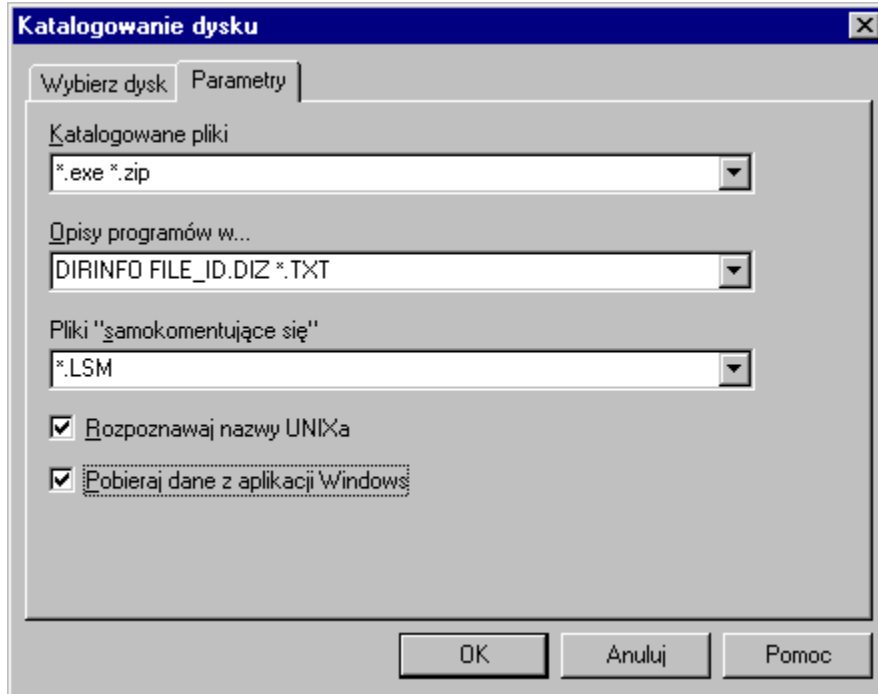 Katalogowanie dysku
Wybierz dysk Parametry
Katalogowane pliki
*.exe *.zip
Opisy programów w...
DIRINFO FILE_ID.DIZ *.TXT
Pliki "samokomentujące się"
*.LSM
Rozpoznawaj nazwy UNIXa
Pobieraj dane z aplikacji Windows
OK Anuluj Pomoc